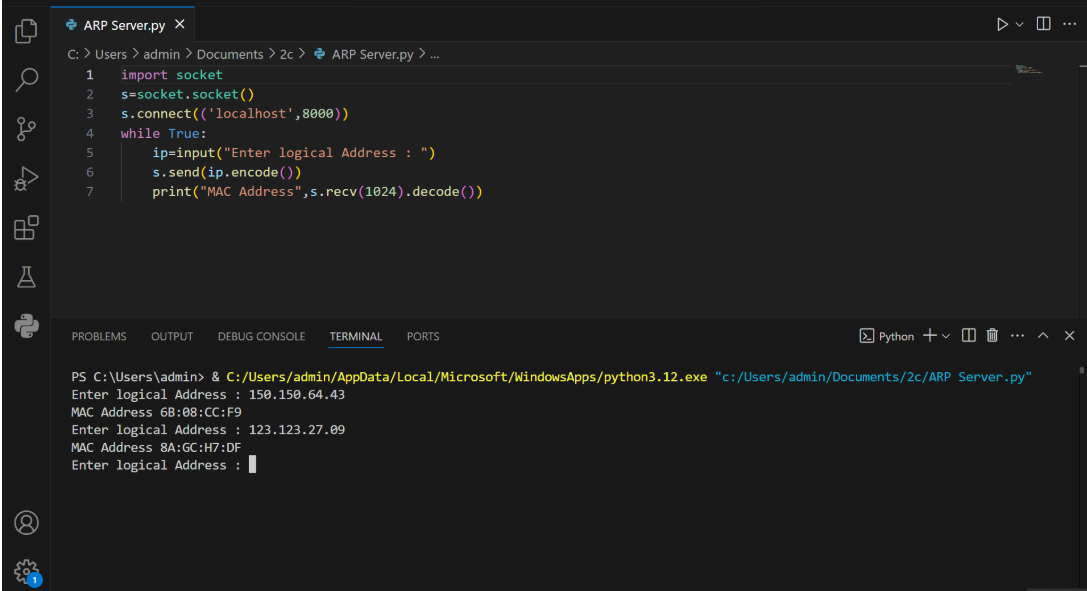 ARP Server.py
C: > Users > admin > Documents > 2c > ARP Server.py > ...
1 import socket
2 s=socket.socket()
3 s.connect(('localhost',8000))
4 while True:
5     ip=input("Enter logical Address : ")
6     s.send(ip.encode())
7     print("MAC Address",s.recv(1024).decode())
PROBLEMS OUTPUT DEBUG CONSOLE TERMINAL PORTS Python
PS C:\Users\admin> & C:/Users/admin/AppData/Local/Microsoft/WindowsApps/python3.12.exe "c:/Users/admin/Documents/2c/ARP Server.py"
Enter logical Address : 150.150.64.43
MAC Address 6B:08:CC:F9
Enter logical Address : 123.123.27.09
MAC Address 8A:GC:H7:DF
Enter logical Address :
1